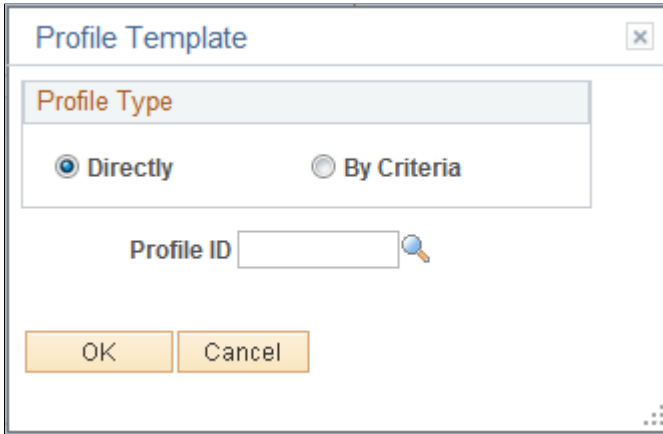 Profile Template
Profile Type
Directly By Criteria
Profile ID
OK Cancel